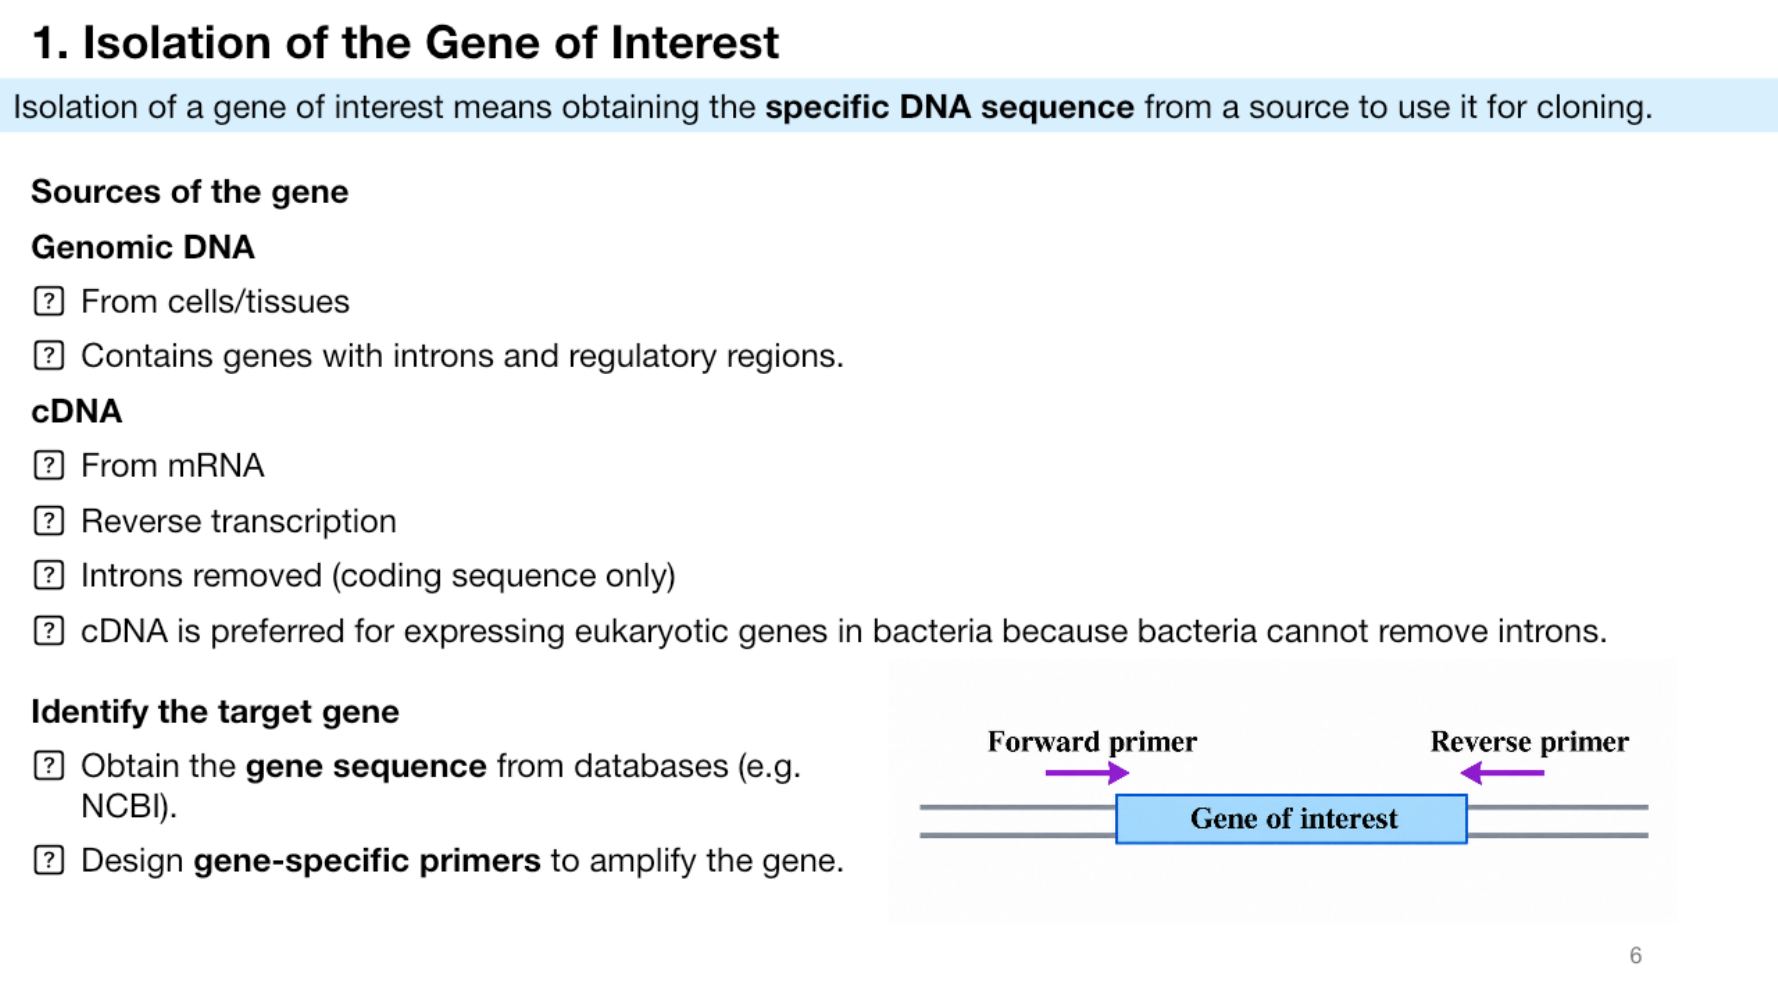 1. Isolation of the Gene of Interest
Isolation of a gene of interest means obtaining the specific DNA sequence from a source to use it for cloning.
Sources of the gene
Genomic DNA
? From cells/tissues
? Contains genes with introns and regulatory regions.
cDNA
? From mRNA
? Reverse transcription
? Introns removed (coding sequence only)
? cDNA is preferred for expressing eukaryotic genes in bacteria because bacteria cannot remove introns.
Identify the target gene
? Obtain the gene sequence from databases (e.g.
NCBI).
? Design gene-specific primers to amplify the gene.
Forward primer
Reverse primer
Gene of interest
6